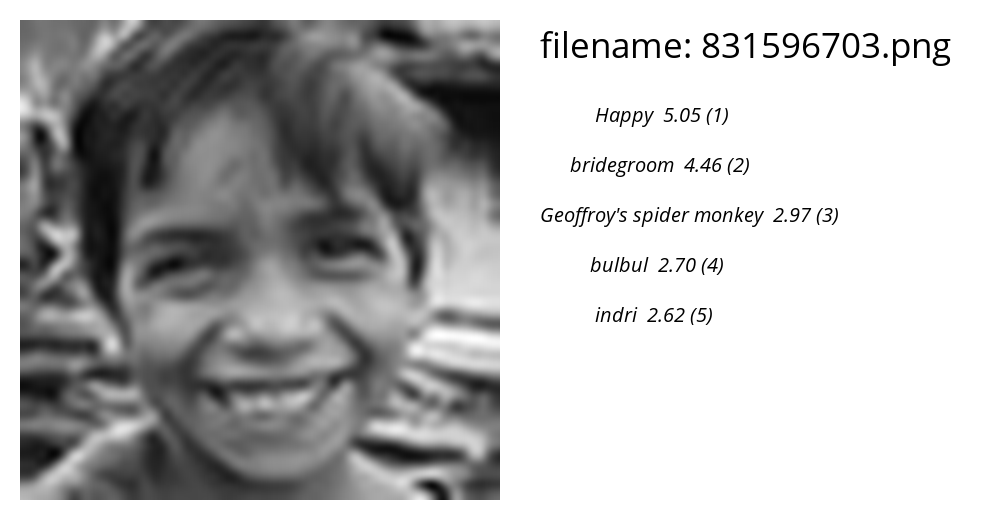 filename: 831596703.png
Happy 5.05 (1)
bridegroom 4.46 (2)
Geoffroy's spider monkey 2.97 (3)
bulbul 2.70 (4)
indri 2.62 (5)